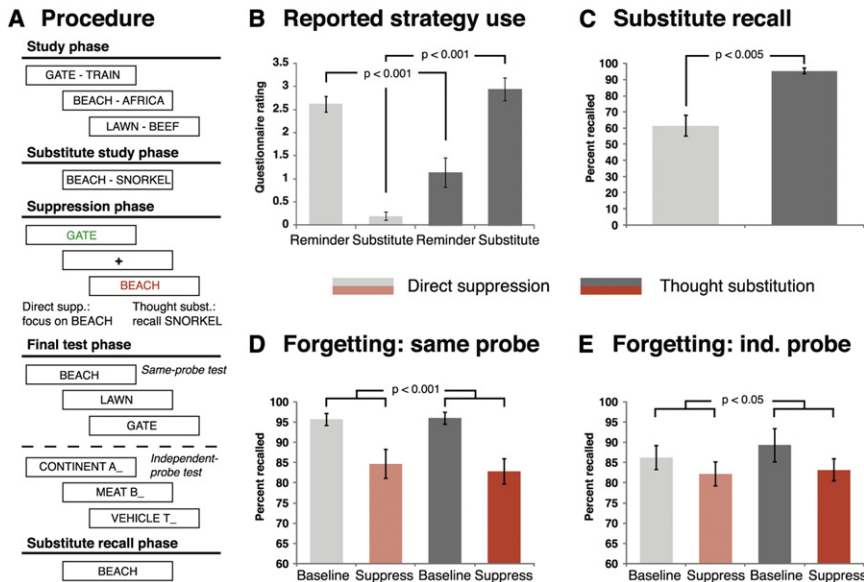 A Procedure
Study phase
GATE - TRAIN
BEACH - AFRICA
LAWN - BEEF
Substitute study phase
BEACH - SNORKEL
Suppression phase
GATE
+
BEACH
Direct supp.: Thought subst.:
focus on BEACH recall SNORKEL
Final test phase
BEACH Same-probe test
LAWN
GATE
CONTINENT A_ Independent-
probe test
MEAT B_
VEHICLE T_
Substitute recall phase
BEACH
B Reported strategy use
p < 0.001
p < 0.001
Questionnaire rating
3.5
3
2.5
2
1.5
1
0.5
0
Reminder Substitute Reminder Substitute
C Substitute recall
p < 0.005
Percent recalled
100
90
80
70
60
50
40
30
20
10
0
Direct suppression Thought substitution
D Forgetting: same probe
p < 0.001
Percent recalled
100
95
90
85
80
75
70
65
60
Baseline Suppress Baseline Suppress
E Forgetting: ind. probe
p < 0.05
Percent recalled
100
95
90
85
80
75
70
65
60
Baseline Suppress Baseline Suppress